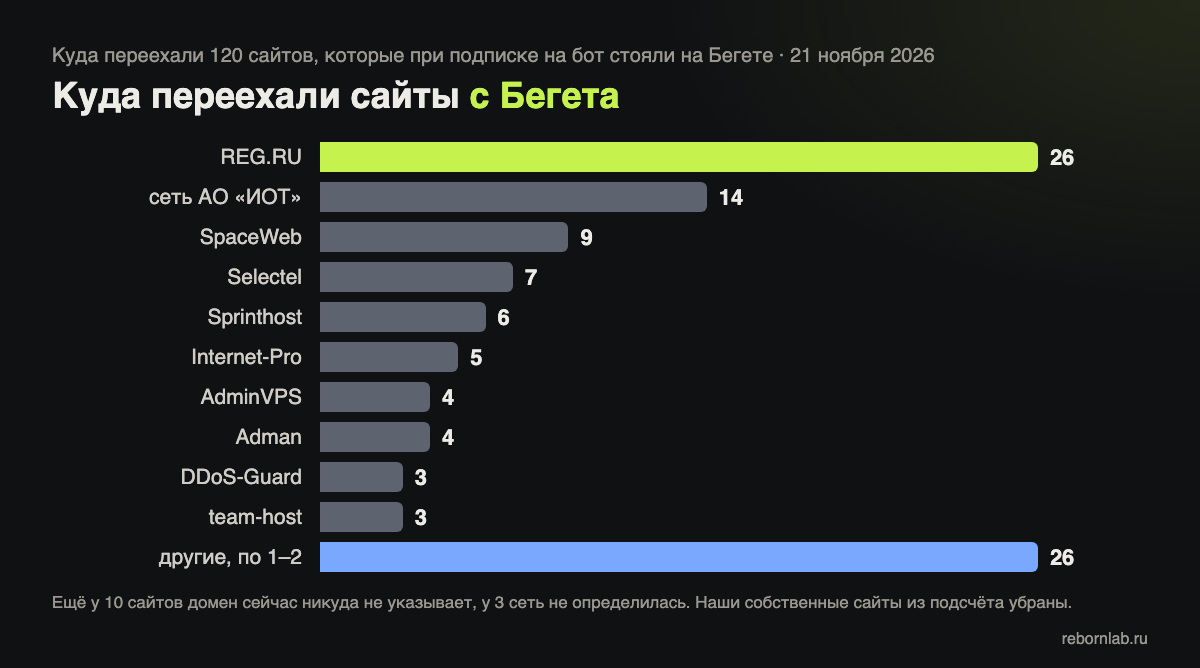 Куда переехали 120 сайтов, которые при подписке на бот стояли на Бегете · 21 ноября 2026
Куда переехали сайты с Бегета
REG.RU 26
сеть АО «ИОТ» 14
SpaceWeb 9
Selectel 7
Sprinthost 6
Internet-Pro 5
AdminVPS 4
Adman 4
DDoS-Guard 3
team-host 3
другие, по 1–2 26
Ещё у 10 сайтов домен сейчас никуда не указывает, у 3 сеть не определилась. Наши собственные сайты из подсчёта убраны.
rebornlab.ru